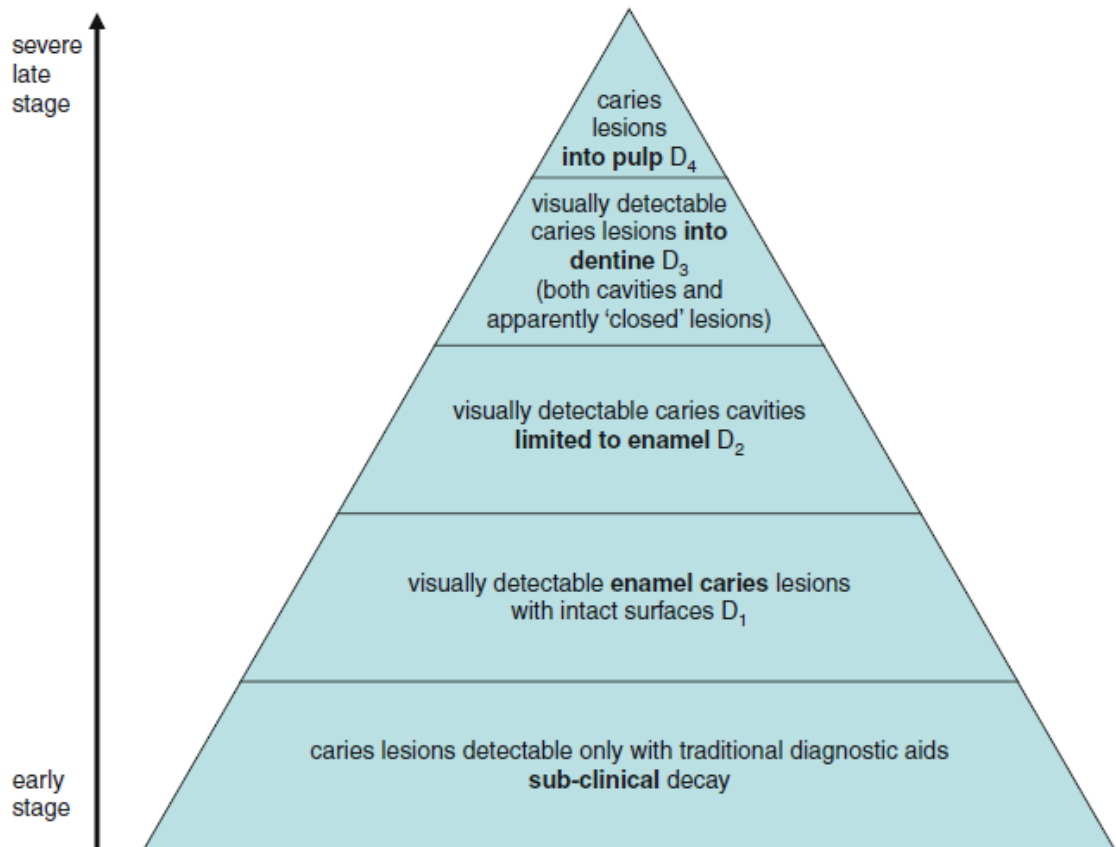 severe
late
stage
caries
lesions
into pulp D4
visually detectable
caries lesions into
dentine D3
(both cavities and
apparently ‘closed’ lesions)
visually detectable caries cavities
limited to enamel D2
visually detectable enamel caries lesions
with intact surfaces D1
caries lesions detectable only with traditional diagnostic aids
sub-clinical decay
early
stage